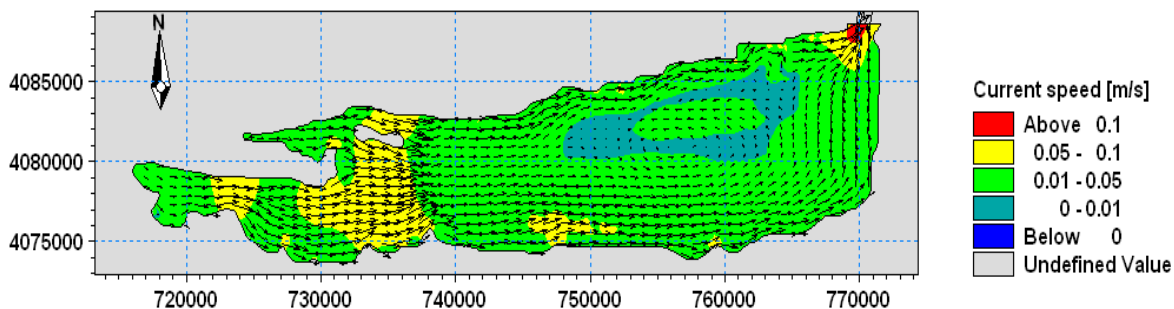 N
4085000
4080000
4075000
720000 730000 740000 750000 760000 770000
Current speed [m/s]
Above 0.1
0.05 - 0.1
0.01 - 0.05
0 - 0.01
Below 0
Undefined Value